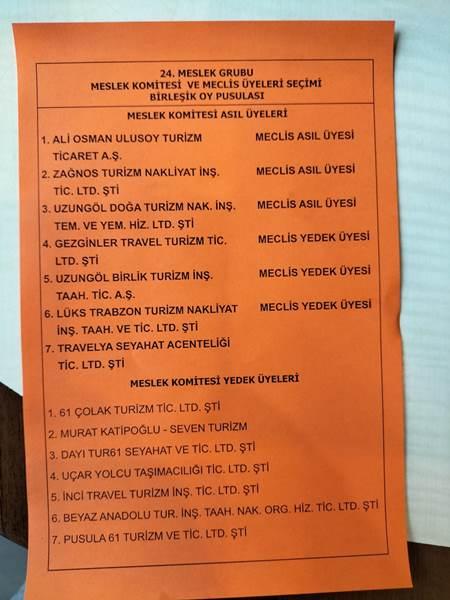 24. MESLEK GRUBU
MESLEK KOMİTESİ VE MECLİS ÜYELERİ SEÇİMİ
BİRLEŞİK OY PUSULASI
MESLEK KOMİTESİ ASIL ÜYELERİ
1. ALİ OSMAN ULUSOY TURİZM MECLİS ASIL ÜYESİ
TİCARET A.Ş.
2. ZAĞNOS TURİZM NAKLİYAT İNŞ. MECLİS ASIL ÜYESİ
TİC. LTD. ŞTİ
3. UZUNGÖL DOĞA TURİZM NAK. İNŞ. MECLİS ASIL ÜYESİ
TEM. VE YEM. HİZ. LTD. ŞTİ
4. GEZGİNLER TRAVEL TURİZM TİC. MECLİS YEDEK ÜYESİ
LTD. ŞTİ
5. UZUNGÖL BİRLİK TURİZM İNŞ. MECLİS YEDEK ÜYESİ
TAAH. TİC. A.Ş.
6. LÜKS TRABZON TURİZM NAKLİYAT MECLİS YEDEK ÜYESİ
İNŞ. TAAH. VE TİC. LTD. ŞTİ
7. TRAVELYA SEYAHAT ACENTELİĞİ
TİC. LTD. ŞTİ
MESLEK KOMİTESİ YEDEK ÜYELERİ
1. 61 ÇOLAK TURİZM TİC. LTD. ŞTİ
2. MURAT KATİPOĞLU - SEVEN TURİZM
3. DAYI TUR61 SEYAHAT VE TİC. LTD. ŞTİ
4. UÇAR YOLCU TAŞIMACILIĞI TİC. LTD. ŞTİ
5. İNCİ TRAVEL TURİZM İNŞ. TİC. LTD. ŞTİ
6. BEYAZ ANADOLU TUR. İNŞ. TAAH. NAK. ORG. HİZ. TİC. LTD. ŞTİ
7. PUSULA 61 TURİZM VE TİC. LTD. ŞTİ